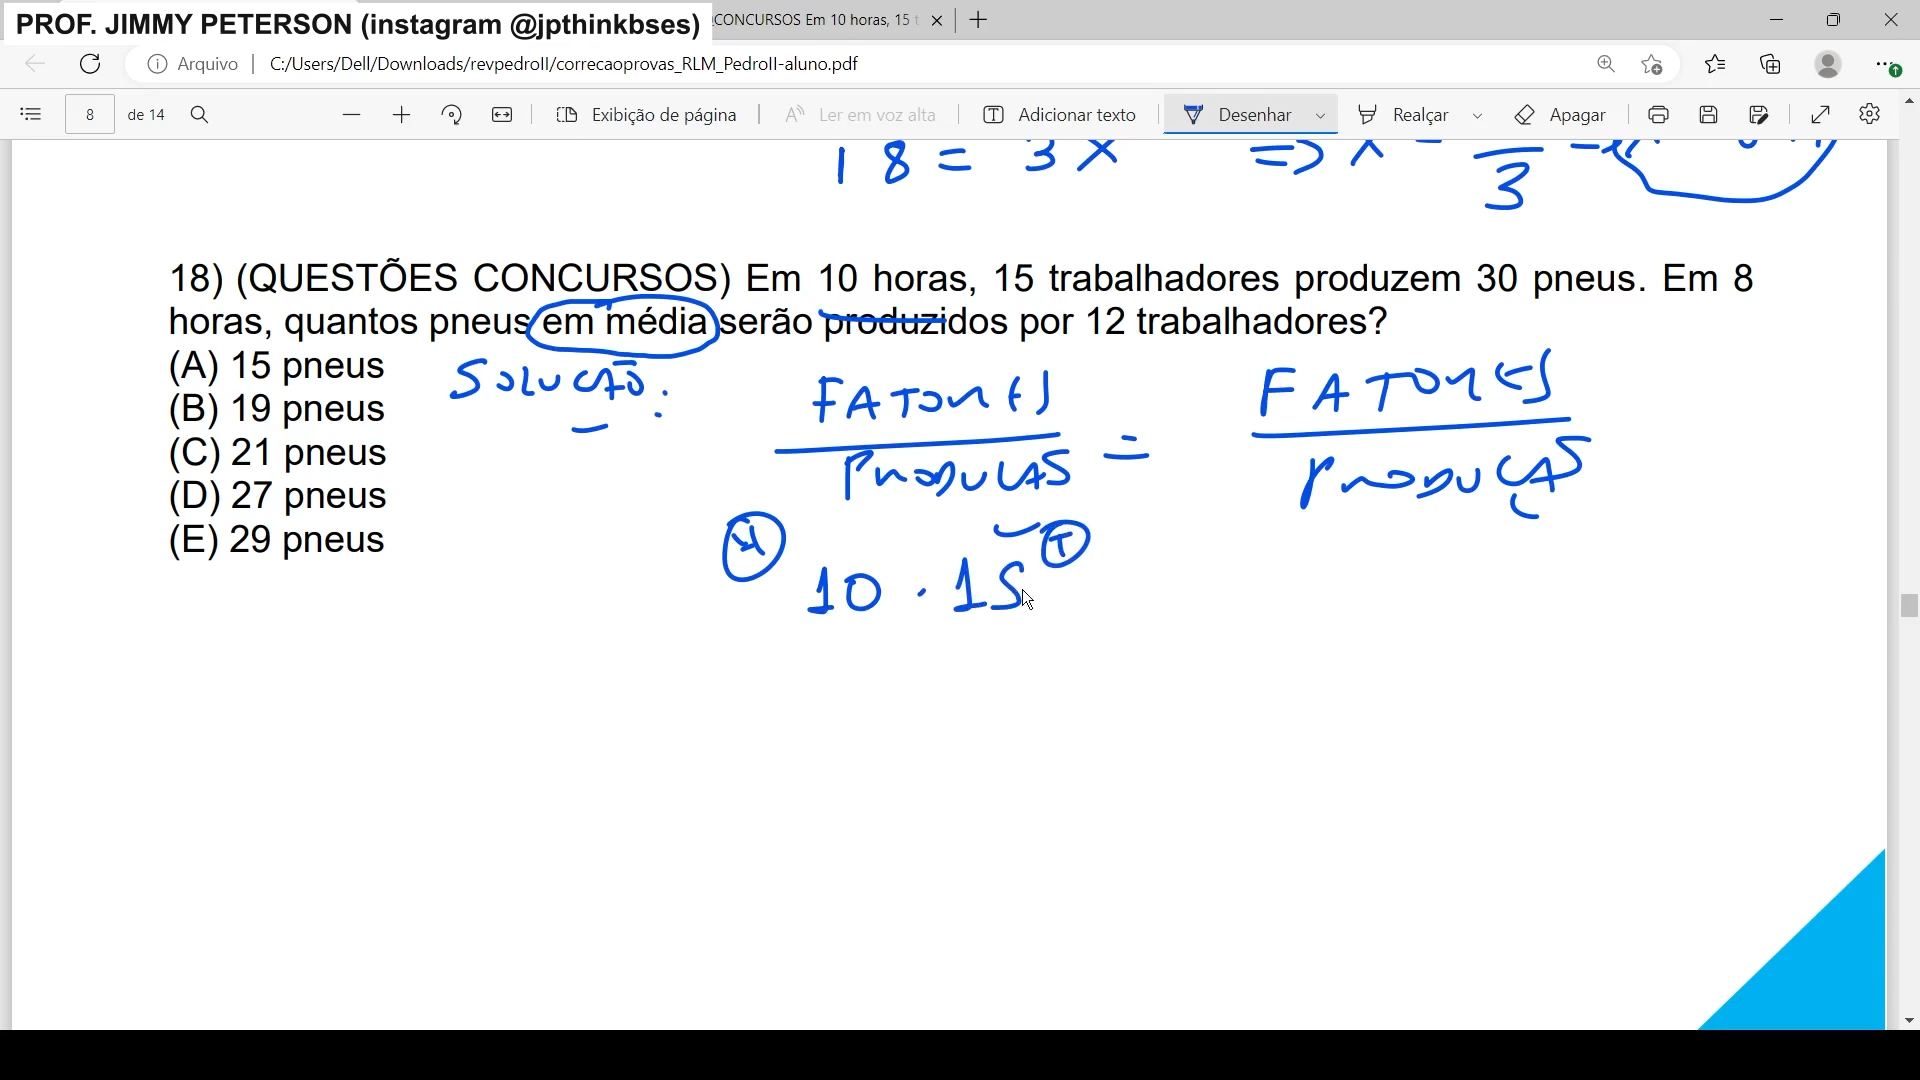 PROF. JIMMY PETERSON (instagram @jpthinkbses)
CONCURSOS Em 10 horas, 15 t
Arquivo C:/Users/Dell/Downloads/revpedroII/correcaoprovas_RLM_PedroII-aluno.pdf
8 de 14 Exibição de página Ler em voz alta Adicionar texto Desenhar Realçar Apagar
18 = 3x => x
3
18) (QUESTÕES CONCURSOS) Em 10 horas, 15 trabalhadores produzem 30 pneus. Em 8
horas, quantos pneus em média serão produzidos por 12 trabalhadores?
(A) 15 pneus
(B) 19 pneus
(C) 21 pneus
(D) 27 pneus
(E) 29 pneus
SOLUÇÃO:
FATORES = FATORES
PRODUÇÃO PRODUÇÃO
H T
10 . 15